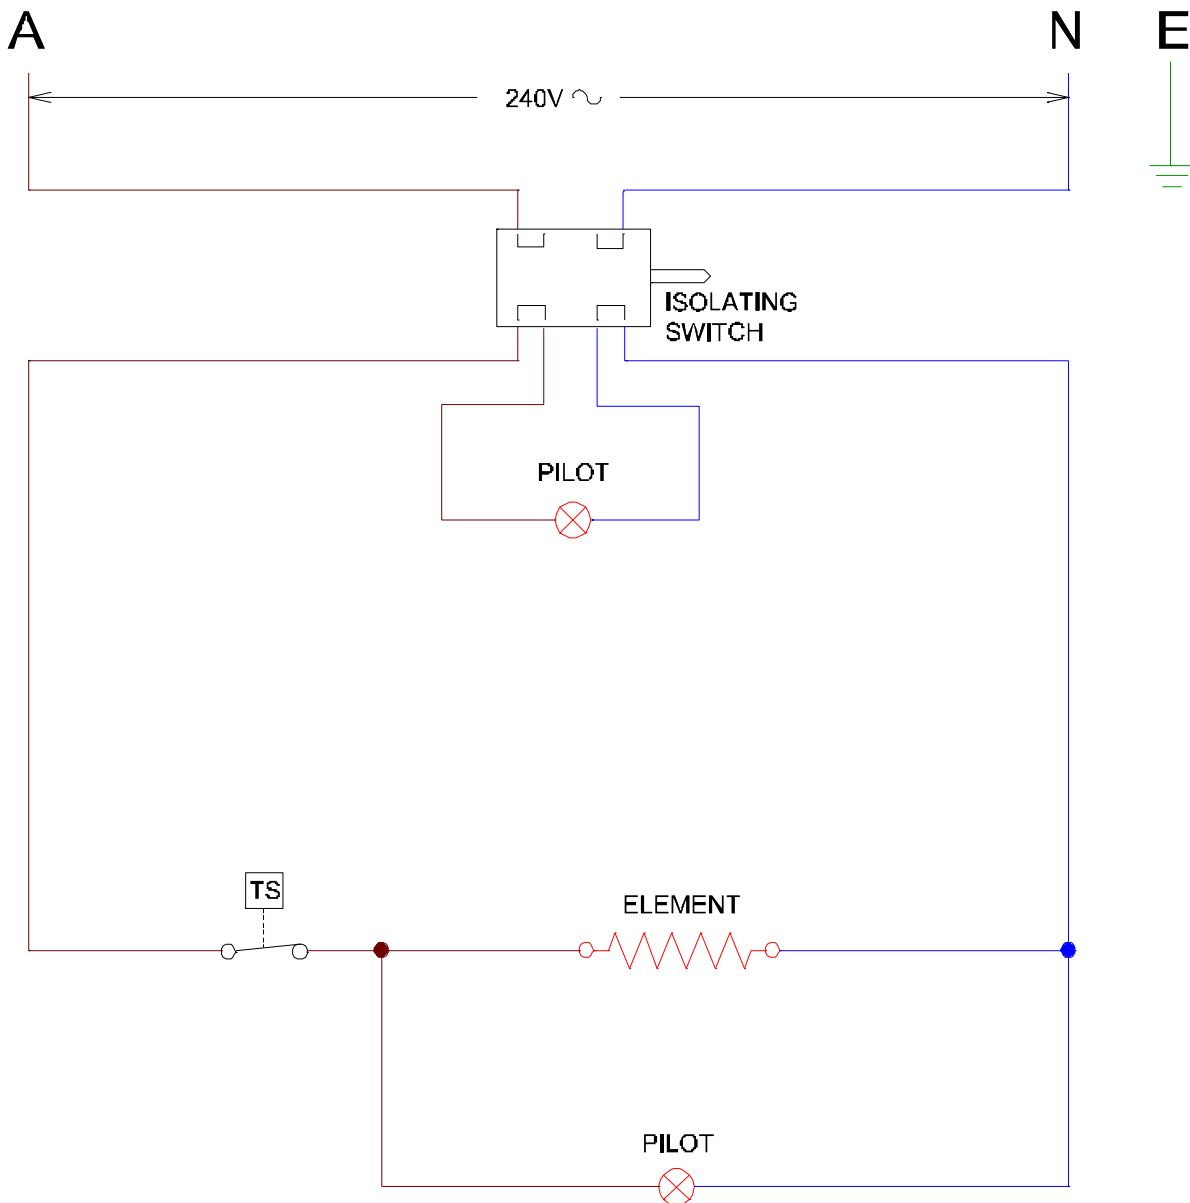 A
N
E
240V
ISOLATING
SWITCH
PILOT
TS
ELEMENT
PILOT